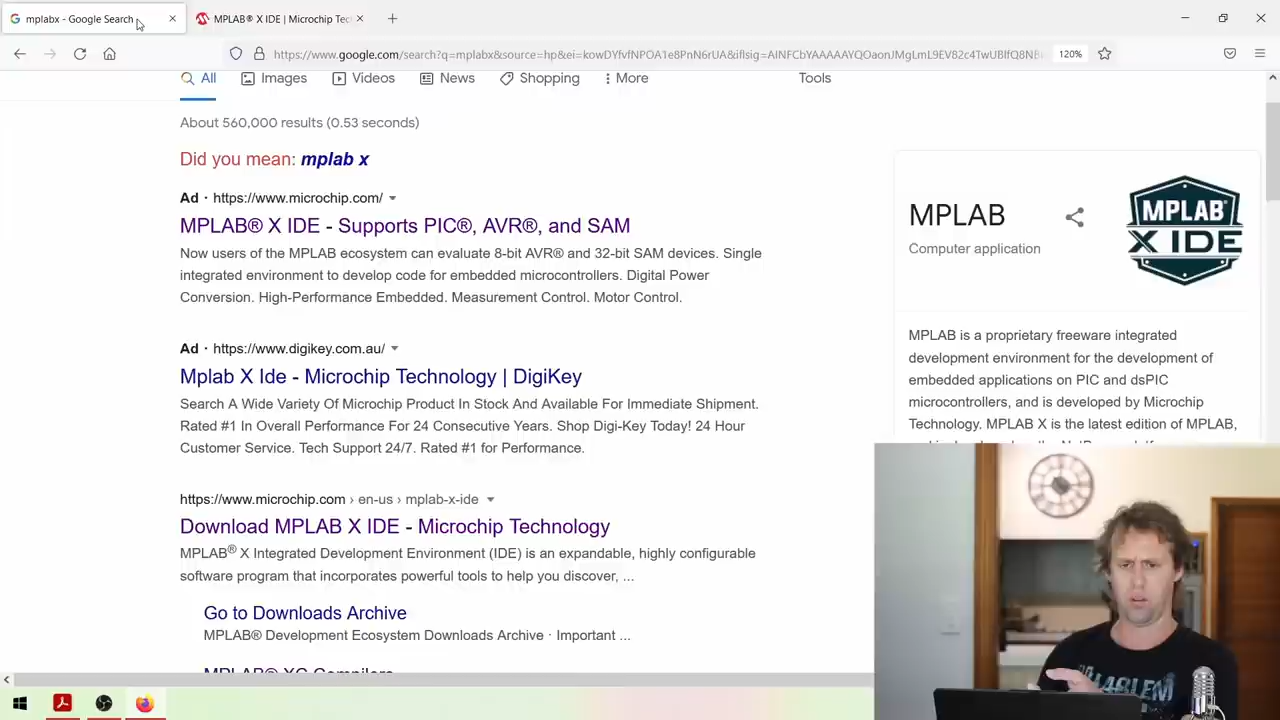 mplabx - Google Search
MPLAB® X IDE | Microchip Tec
https://www.google.com/search?q=mplabx&source=hp&ei=kowDYfvfNPOA1e8PnN6rUA&iflsig=AINFCbYAAAAAYQOaonJMgLmL9EV82c4TwUBlfQ8NB
120%
All
Images
Videos
News
Shopping
More
Tools
About 560,000 results (0.53 seconds)
Did you mean: mplab x
Ad · https://www.microchip.com/
MPLAB® X IDE - Supports PIC®, AVR®, and SAM
Now users of the MPLAB ecosystem can evaluate 8-bit AVR® and 32-bit SAM devices. Single
integrated environment to develop code for embedded microcontrollers. Digital Power
Conversion. High-Performance Embedded. Measurement Control. Motor Control.
Ad · https://www.digikey.com.au/
Mplab X Ide - Microchip Technology | DigiKey
Search A Wide Variety Of Microchip Product In Stock And Available For Immediate Shipment.
Rated #1 In Overall Performance For 24 Consecutive Years. Shop Digi-Key Today! 24 Hour
Customer Service. Tech Support 24/7. Rated #1 for Performance.
https://www.microchip.com › en-us › mplab-x-ide
Download MPLAB X IDE - Microchip Technology
MPLAB® X Integrated Development Environment (IDE) is an expandable, highly configurable
software program that incorporates powerful tools to help you discover, ...
Go to Downloads Archive
MPLAB® Development Ecosystem Downloads Archive · Important ...
MPLAB® XC Compilers
MPLAB
Computer application
MPLAB
X IDE
MPLAB is a proprietary freeware integrated
development environment for the development of
embedded applications on PIC and dsPIC
microcontrollers, and is developed by Microchip
Technology. MPLAB X is the latest edition of MPLAB,